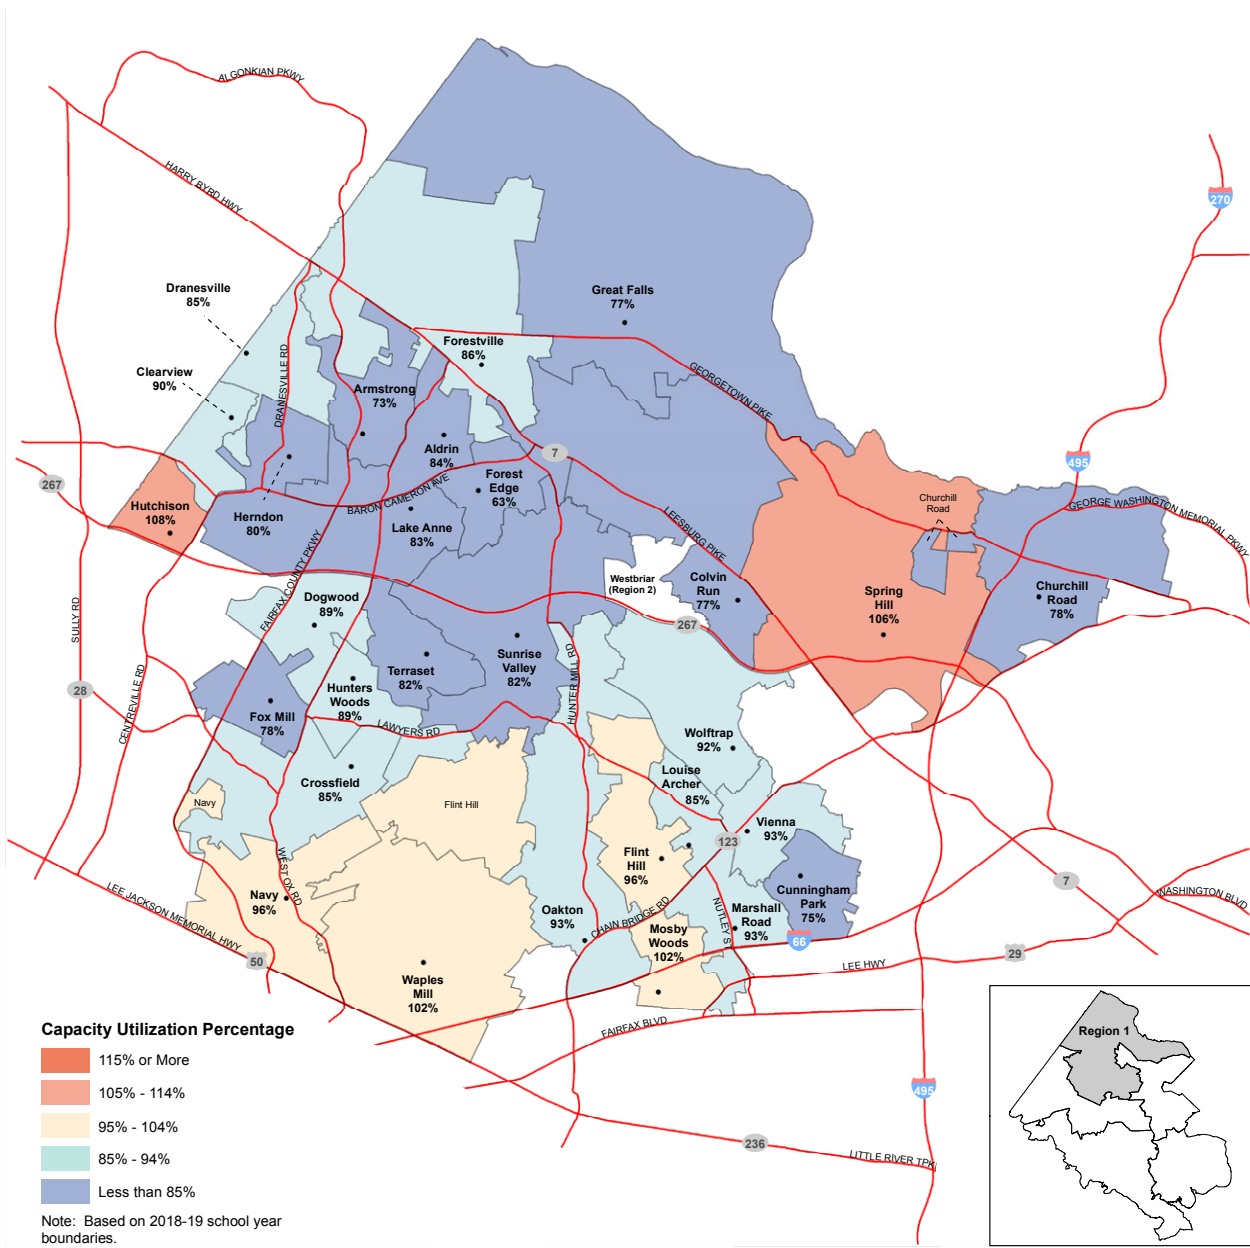 ALGONKIAN PKWY
HARRY BYRD HWY
270
Dranesville
85%
Great Falls
77%
Clearview
90%
DRANESVILLE RD
Forestville
86%
Armstrong
73%
GEORGETOWN PIKE
Aldrin
84%
7
267
Forest
Edge
63%
BARON CAMERON AVE
495
GEORGE WASHINGTON MEMORIAL PKWY
Churchill
Road
Hutchison
108%
Herndon
80%
Lake Anne
83%
LEESBURG PIKE
FAIRFAX COUNTY PKWY
Westbriar
(Region 2)
Colvin
Run
77%
Spring
Hill
106%
Churchill
Road
78%
Dogwood
89%
SULLY RD
267
Terraset
82%
Sunrise
Valley
82%
HUNTER MILL RD
28
CENTREVILLE RD
Hunters
Woods
89%
Fox Mill
78%
LAWYERS RD
Wolftrap
92%
Crossfield
85%
Louise
Archer
85%
Navy
Flint Hill
Vienna
93%
123
WEST OX RD
Flint
Hill
96%
Cunningham
Park
75%
7
WASHINGTON BLVD
LEE JACKSON MEMORIAL HWY
Navy
96%
Oakton
93%
CHAIN BRIDGE RD
NUTLEY ST
Marshall
Road
93%
Mosby
Woods
102%
66
50
29
LEE HWY
Waples
Mill
102%
FAIRFAX BLVD
495
236
LITTLE RIVER TPKE
Capacity Utilization Percentage
115% or More
105% - 114%
95% - 104%
85% - 94%
Less than 85%
Note:  Based on 2018-19 school year
boundaries.
Region 1